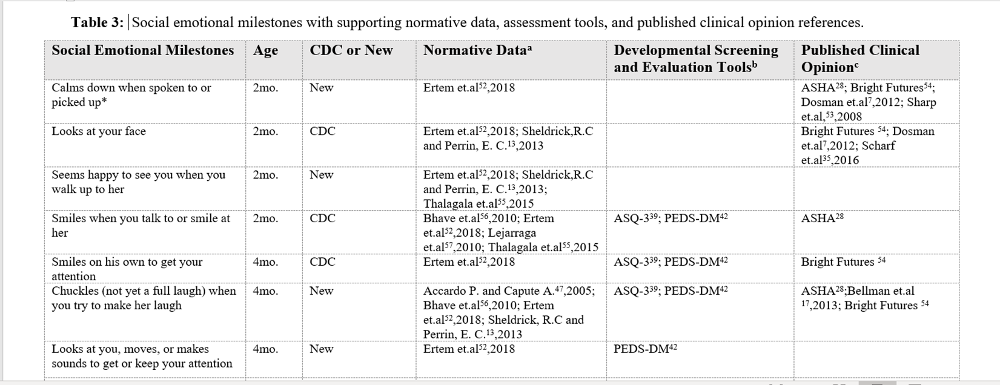 Table 3: Social emotional milestones with supporting normative data, assessment tools, and published clinical opinion references.
Social Emotional Milestones
Age
CDC or New
Normative Dataᵃ
Developmental Screening
and Evaluation Toolsᵇ
Published Clinical
Opinionᶜ
Calms down when spoken to or
picked up*
2mo.
New
Ertem et.al⁵²,2018
ASHA²⁸; Bright Futures⁵⁴;
Dosman et.al⁷,2012; Sharp
et.al,⁵³,2008
Looks at your face
2mo.
CDC
Ertem et.al⁵²,2018; Sheldrick,R.C
and Perrin, E. C.¹³,2013
Bright Futures ⁵⁴; Dosman
et.al⁷,2012; Scharf
et.al³⁵,2016
Seems happy to see you when you
walk up to her
2mo.
New
Ertem et.al⁵²,2018; Sheldrick,R.C
and Perrin, E. C.¹³,2013;
Thalagala et.al⁵⁵,2015
Smiles when you talk to or smile at
her
2mo.
CDC
Bhave et.al⁵⁶,2010; Ertem
et.al⁵²,2018; Lejarraga
et.al⁵⁷,2010; Thalagala et.al⁵⁵,2015
ASQ-3³⁹; PEDS-DM⁴²
ASHA²⁸
Smiles on his own to get your
attention
4mo.
CDC
Ertem et.al⁵²,2018
ASQ-3³⁹; PEDS-DM⁴²
Bright Futures ⁵⁴
Chuckles (not yet a full laugh) when
you try to make her laugh
4mo.
New
Accardo P. and Capute A.⁴⁷,2005;
Bhave et.al⁵⁶,2010; Ertem
et.al⁵²,2018; Sheldrick, R.C and
Perrin, E. C.¹³,2013
ASQ-3³⁹; PEDS-DM⁴²
ASHA²⁸;Bellman et.al
¹⁷,2013; Bright Futures ⁵⁴
Looks at you, moves, or makes
sounds to get or keep your attention
4mo.
New
Ertem et.al⁵²,2018
PEDS-DM⁴²